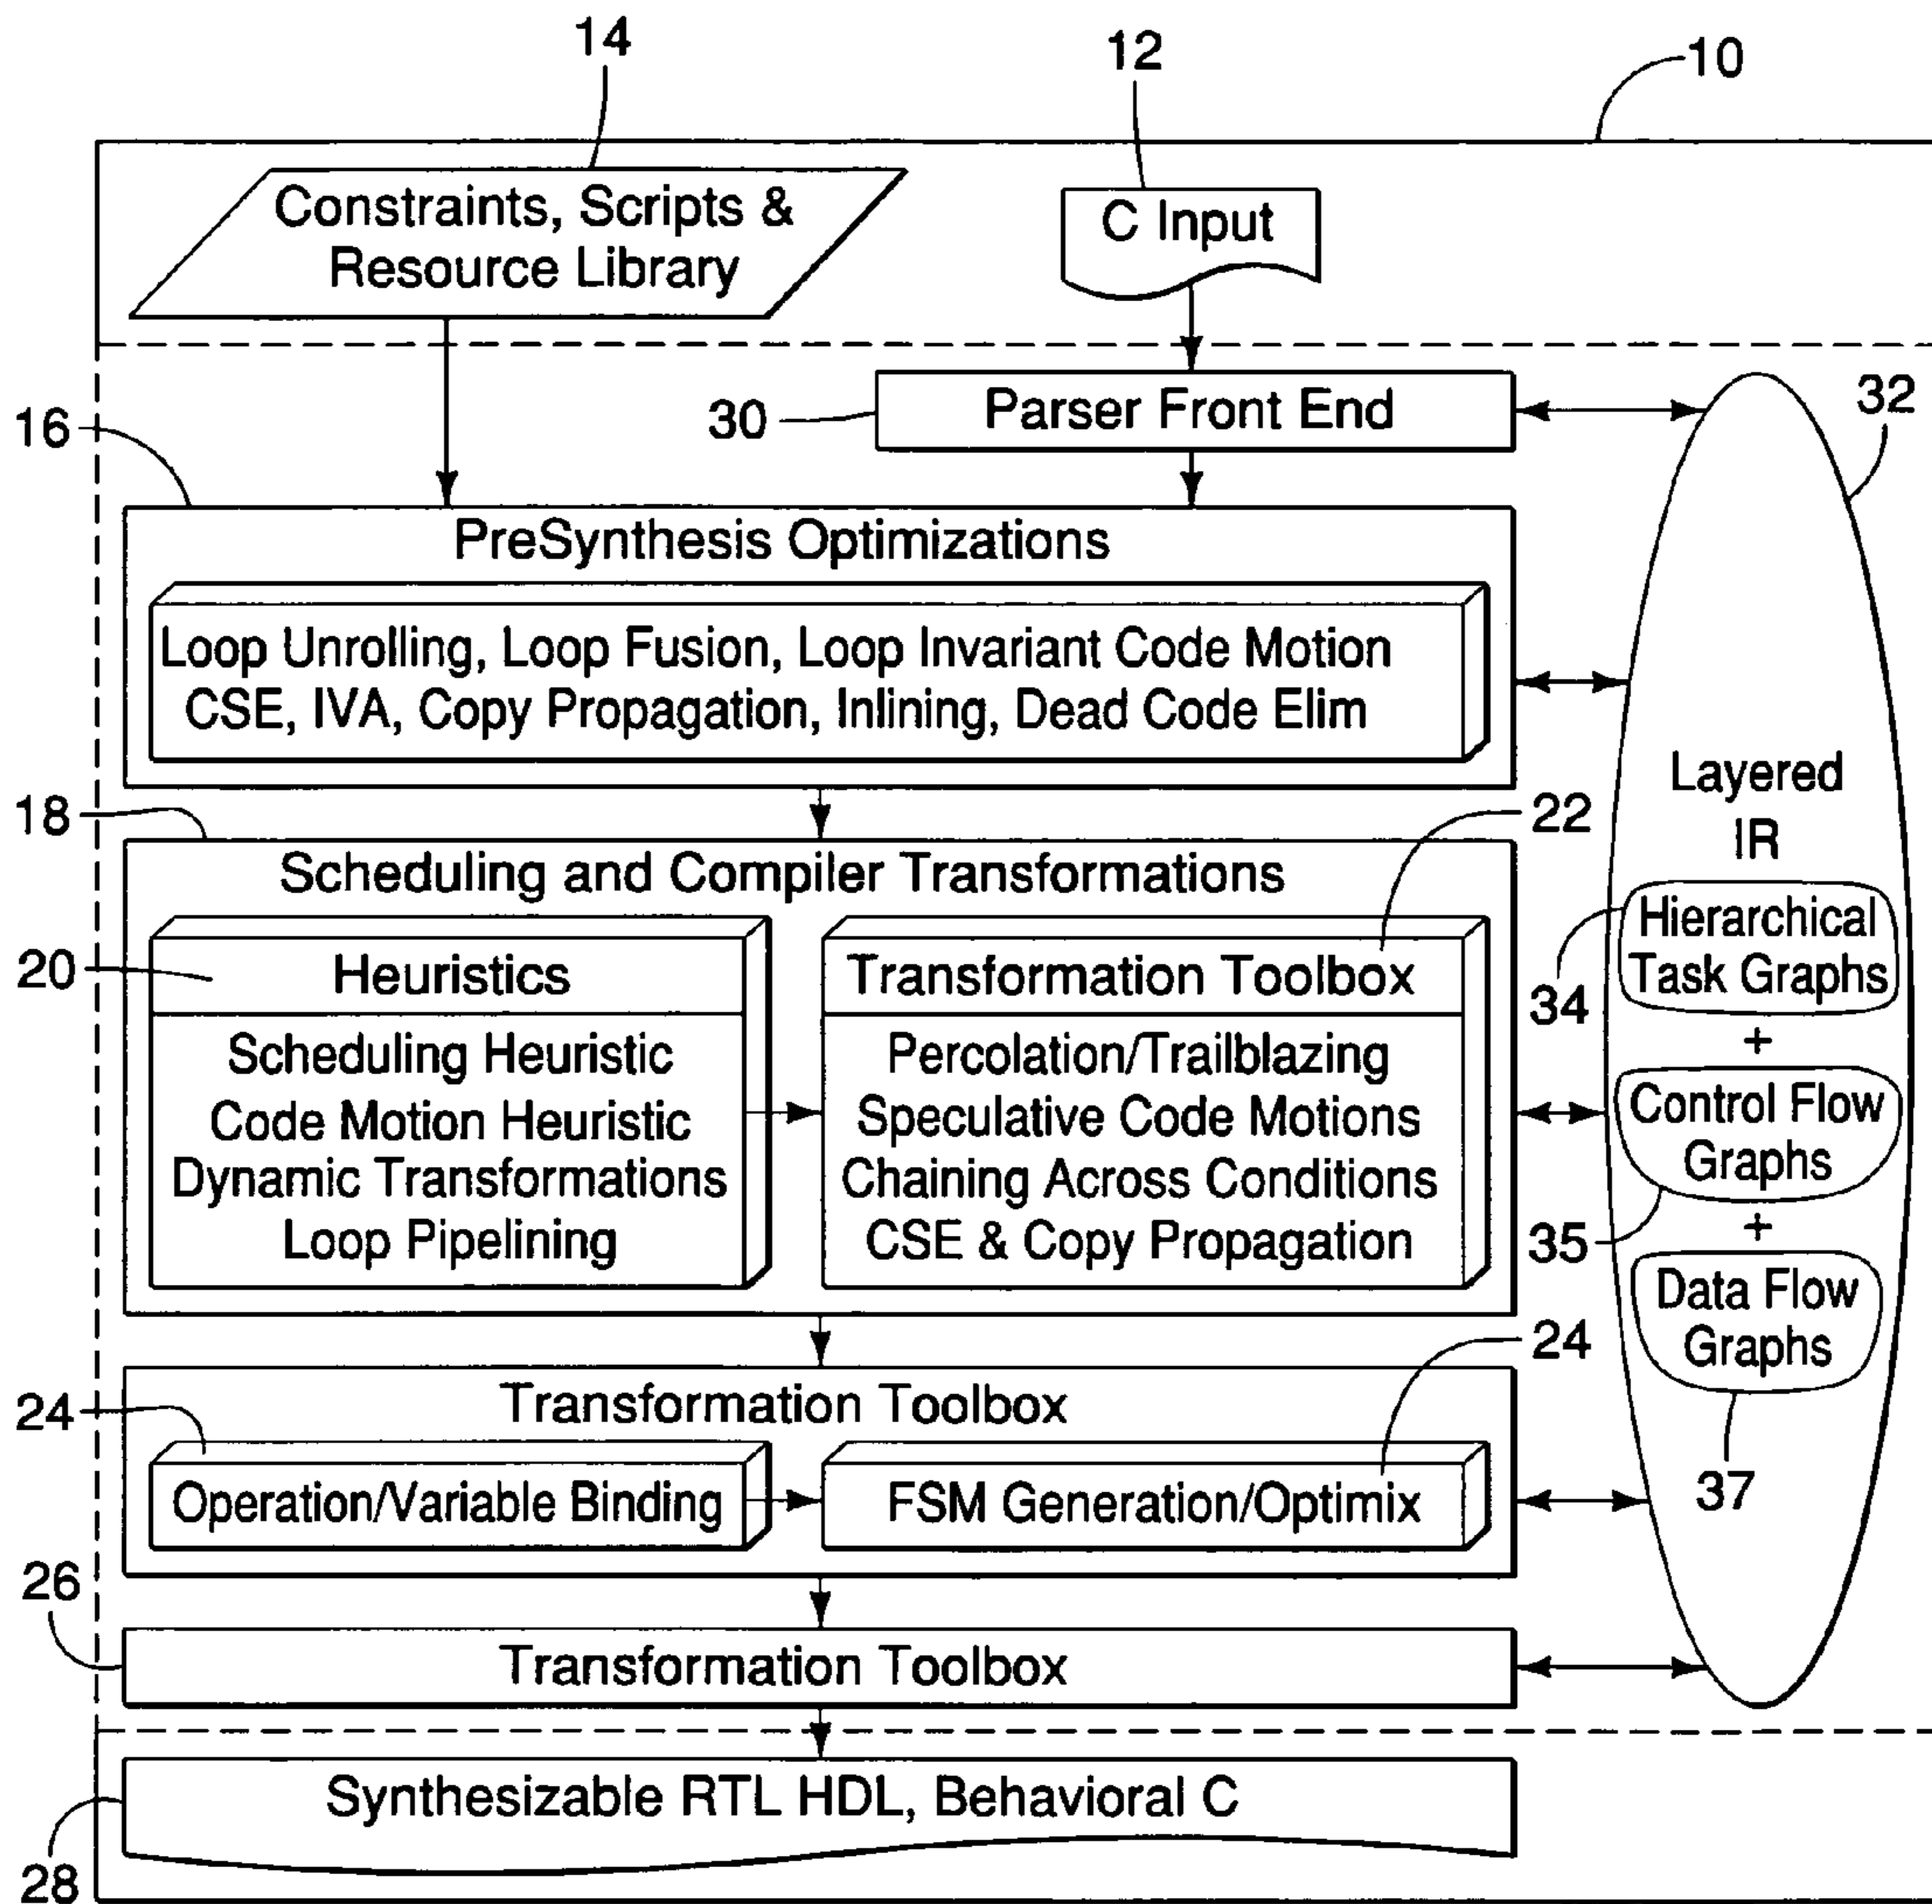 14
12
10
Constraints, Scripts &
Resource Library
C Input
16
30
Parser Front End
32
PreSynthesis Optimizations
Loop Unrolling, Loop Fusion, Loop Invariant Code Motion
CSE, IVA, Copy Propagation, Inlining, Dead Code Elim
18
22
Scheduling and Compiler Transformations
20
Heuristics
Scheduling Heuristic
Code Motion Heuristic
Dynamic Transformations
Loop Pipelining
Transformation Toolbox
Percolation/Trailblazing
Speculative Code Motions
Chaining Across Conditions
CSE & Copy Propagation
Layered
IR
34
Hierarchical
Task Graphs
+
Control Flow
Graphs
35
+
Data Flow
Graphs
37
24
24
Transformation Toolbox
Operation/Variable Binding
FSM Generation/Optimix
26
Transformation Toolbox
28
Synthesizable RTL HDL, Behavioral C